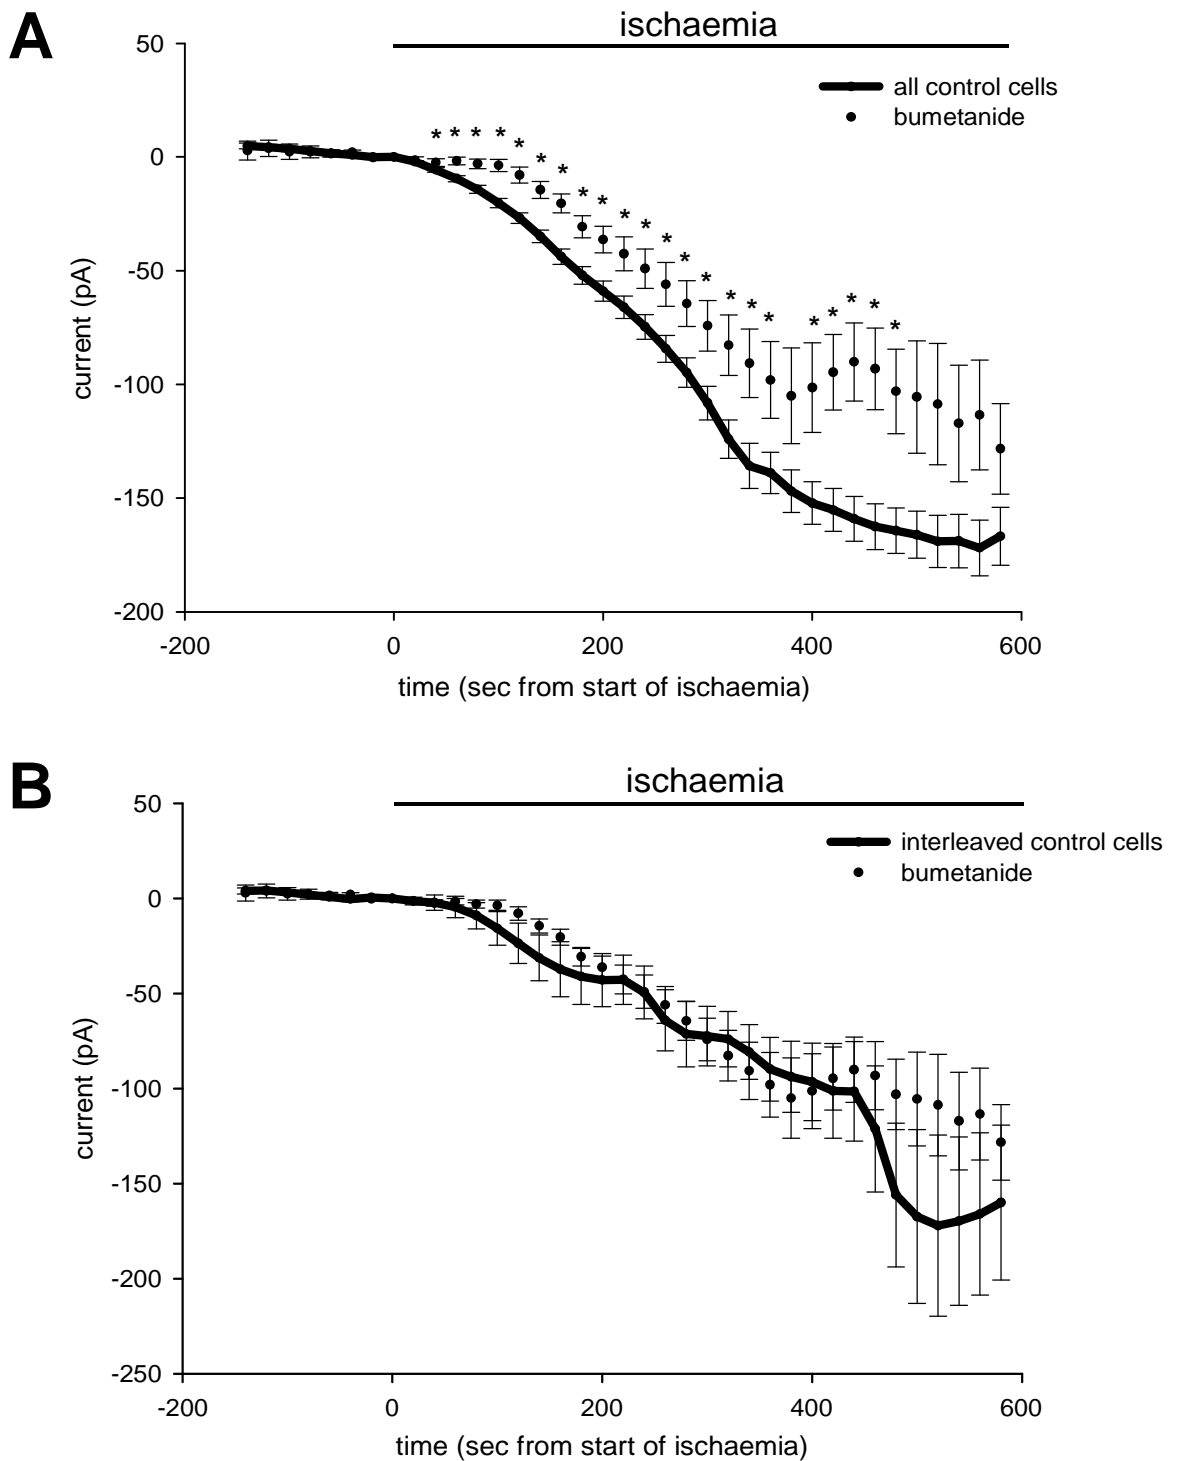 A
ischaemia
50
0
-50
-100
-150
-200
current (pA)
all control cells
bumetanide
* * * * * * * * * * * * * * * * * * * * * *
-200 0 200 400 600
time (sec from start of ischaemia)
B
ischaemia
50
0
-50
-100
-150
-200
-250
current (pA)
interleaved control cells
bumetanide
-200 0 200 400 600
time (sec from start of ischaemia)